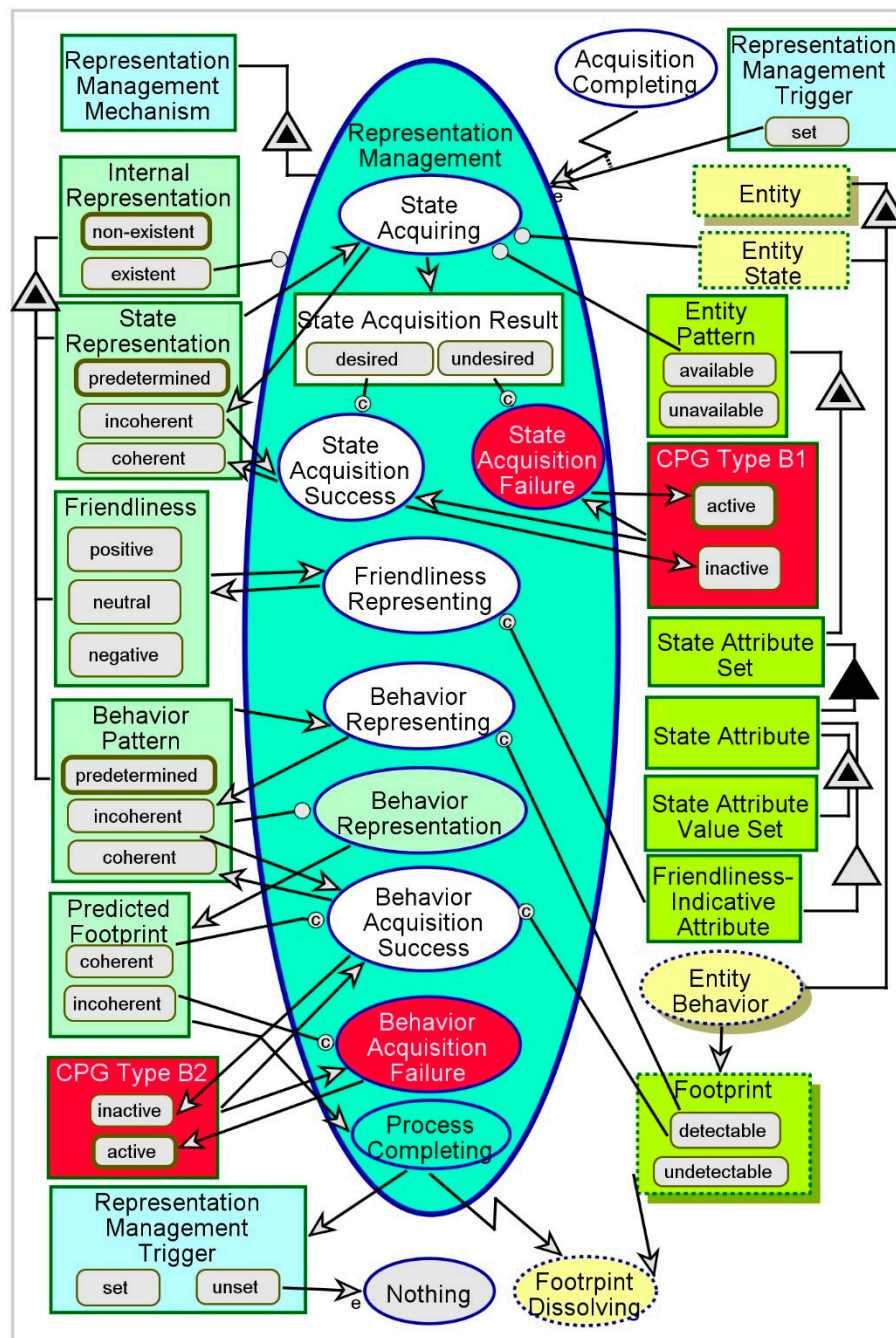 Representation
Management
Mechanism
Acquisition
Completing
Representation
Management
Trigger
set
Representation
Management
e
Internal
Representation
non-existent
existent
State
Acquiring
Entity
Entity
State
State
Representation
predetermined
incoherent
coherent
State Acquisition Result
desired
undesired
c
c
Entity
Pattern
available
unavailable
State
Acquisition
Success
State
Acquisition
Failure
CPG Type B1
active
inactive
Friendliness
positive
neutral
negative
Friendliness
Representing
c
State Attribute
Set
State Attribute
State Attribute
Value Set
Friendliness-
Indicative
Attribute
Behavior
Pattern
predetermined
incoherent
coherent
Behavior
Representing
c
Behavior
Representation
Predicted
Footprint
coherent
incoherent
c
Behavior
Acquisition
Success
c
Entity
Behavior
c
Behavior
Acquisition
Failure
CPG Type B2
inactive
active
Process
Completing
Footprint
detectable
undetectable
Representation
Management
Trigger
set
unset
e
Nothing
Footrpint
Dissolving